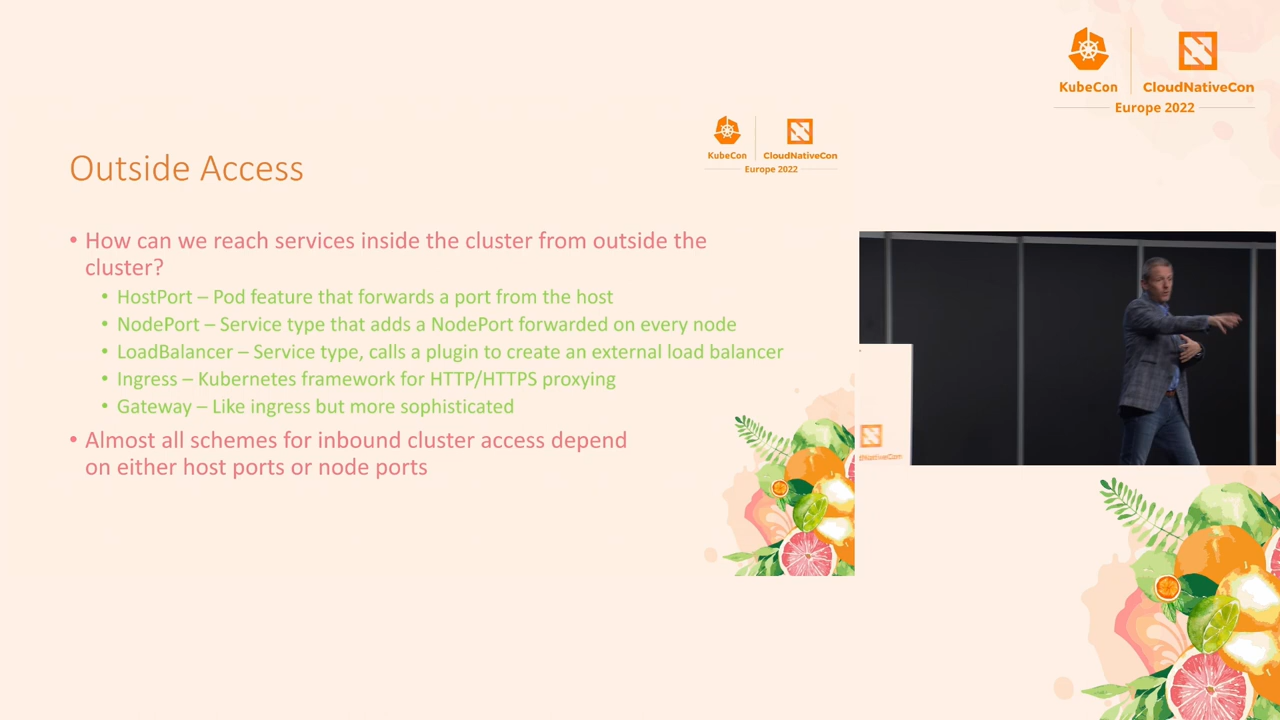 KubeCon
CloudNativeCon
Europe 2022
KubeCon
CloudNativeCon
Europe 2022
Outside Access
• How can we reach services inside the cluster from outside the
cluster?
• HostPort – Pod feature that forwards a port from the host
• NodePort – Service type that adds a NodePort forwarded on every node
• LoadBalancer – Service type, calls a plugin to create an external load balancer
• Ingress – Kubernetes framework for HTTP/HTTPS proxying
• Gateway – Like ingress but more sophisticated
• Almost all schemes for inbound cluster access depend
on either host ports or node ports